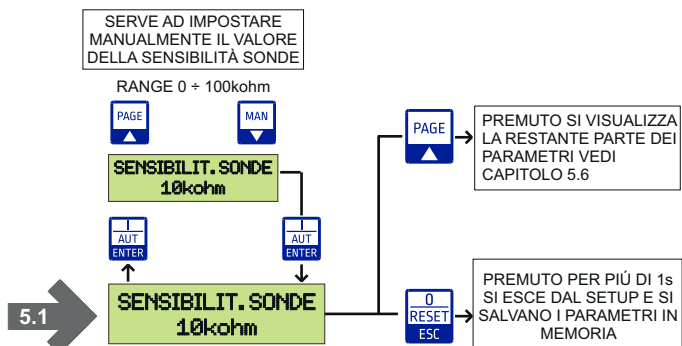 SERVE AD IMPOSTARE
MANUALMENTE IL VALORE
DELLA SENSIBILITÀ SONDE
RANGE 0 ÷ 100kohm
PAGE
MAN
SENSIBILIT.SONDE
10kohm
I
AUT
ENTER
I
AUT
ENTER
5.1
SENSIBILIT.SONDE
10kohm
PAGE
PREMUTO SI VISUALIZZA
LA RESTANTE PARTE DEI
PARAMETRI VEDI
CAPITOLO 5.6
0
RESET
ESC
PREMUTO PER PIÚ DI 1s
SI ESCE DAL SETUP E SI
SALVANO I PARAMETRI IN
MEMORIA